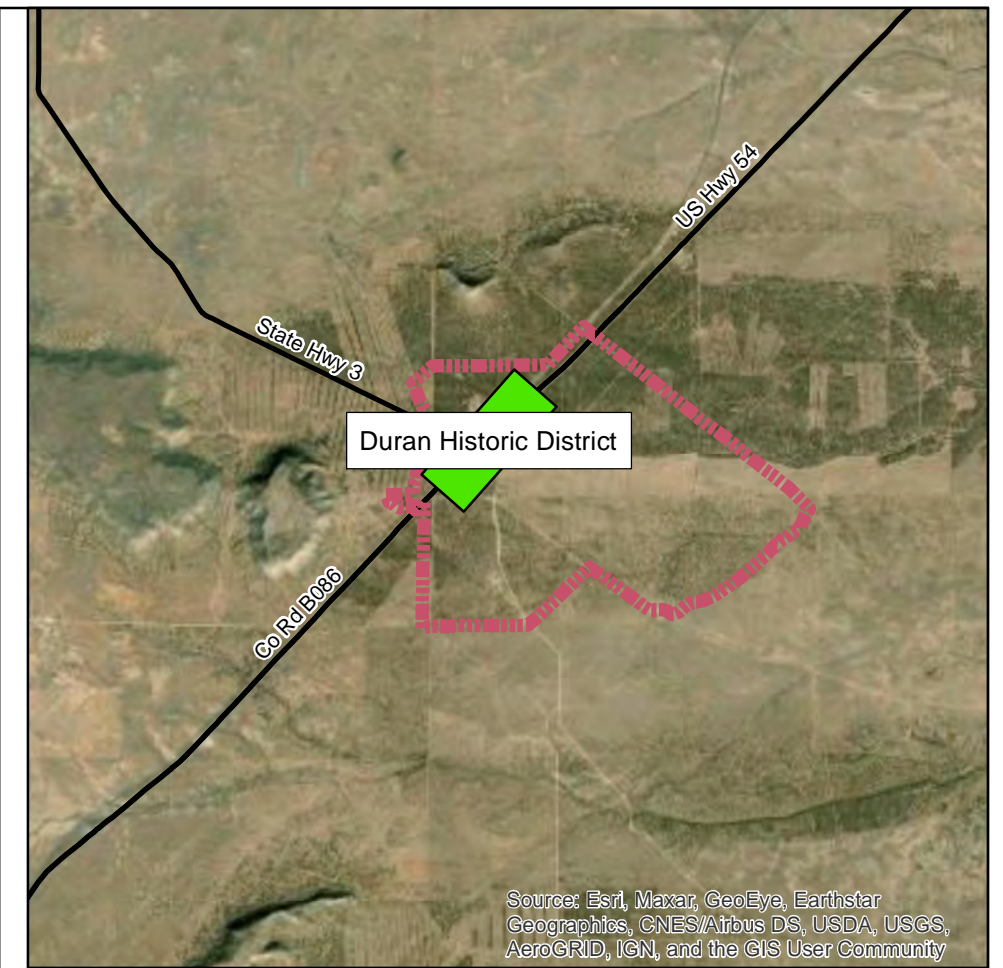 US Hwy 54
State Hwy 3
Duran Historic District
Co Rd B086
Source: Esri, Maxar, GeoEye, Earthstar
Geographics, CNES/Airbus DS, USDA, USGS,
AeroGRID, IGN, and the GIS User Community